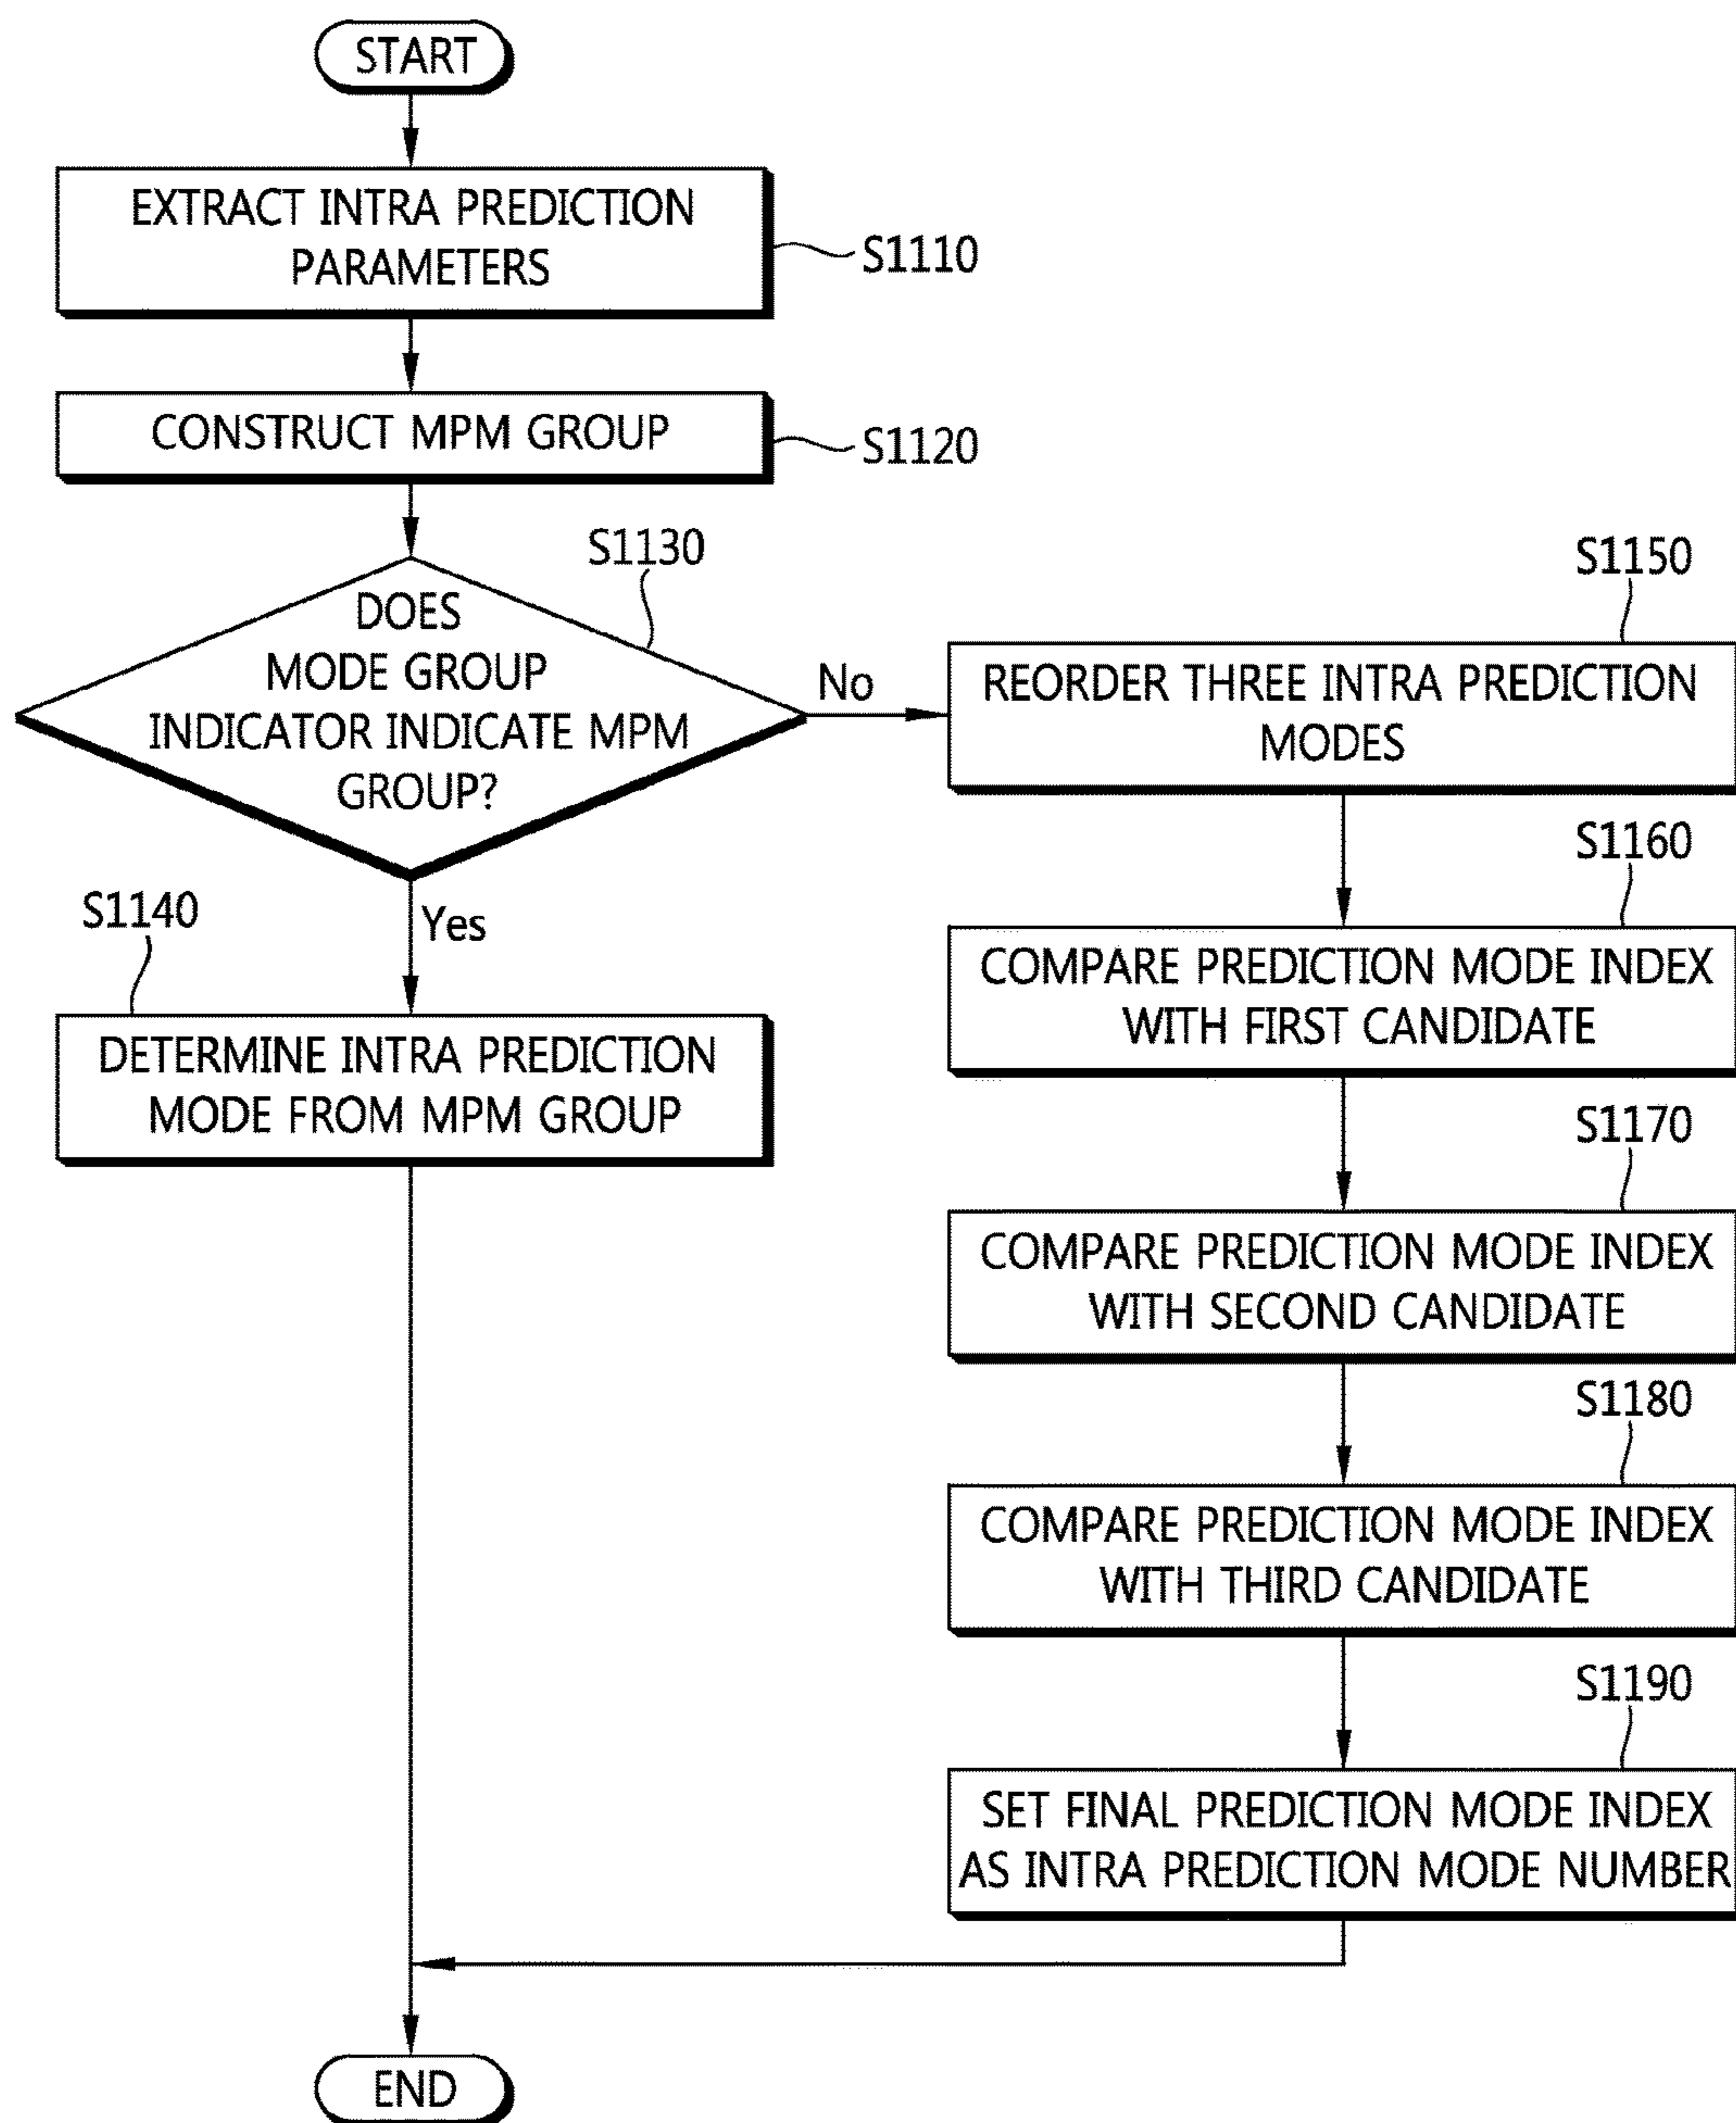 START
EXTRACT INTRA PREDICTION
PARAMETERS
S1110
CONSTRUCT MPM GROUP
S1120
S1130
DOES
MODE GROUP
INDICATOR INDICATE MPM
GROUP?
No
Yes
S1140
DETERMINE INTRA PREDICTION
MODE FROM MPM GROUP
S1150
REORDER THREE INTRA PREDICTION
MODES
S1160
COMPARE PREDICTION MODE INDEX
WITH FIRST CANDIDATE
S1170
COMPARE PREDICTION MODE INDEX
WITH SECOND CANDIDATE
S1180
COMPARE PREDICTION MODE INDEX
WITH THIRD CANDIDATE
S1190
SET FINAL PREDICTION MODE INDEX
AS INTRA PREDICTION MODE NUMBER
END